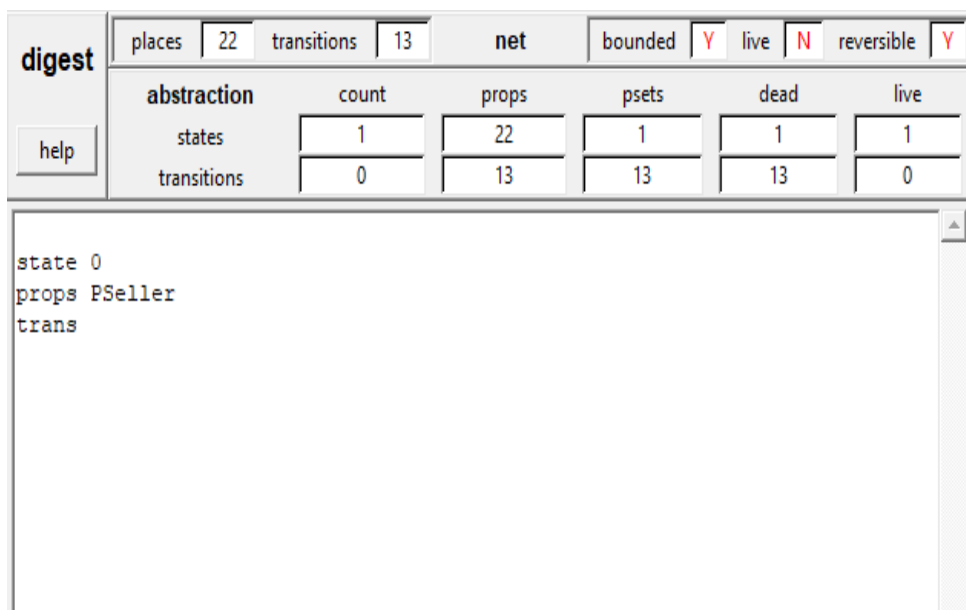 digest places 22 transitions 13 net bounded Y live N reversible Y
abstraction count props psets dead live
help states 1 22 1 1 1
transitions 0 13 13 13 0
state 0
props PSeller
trans